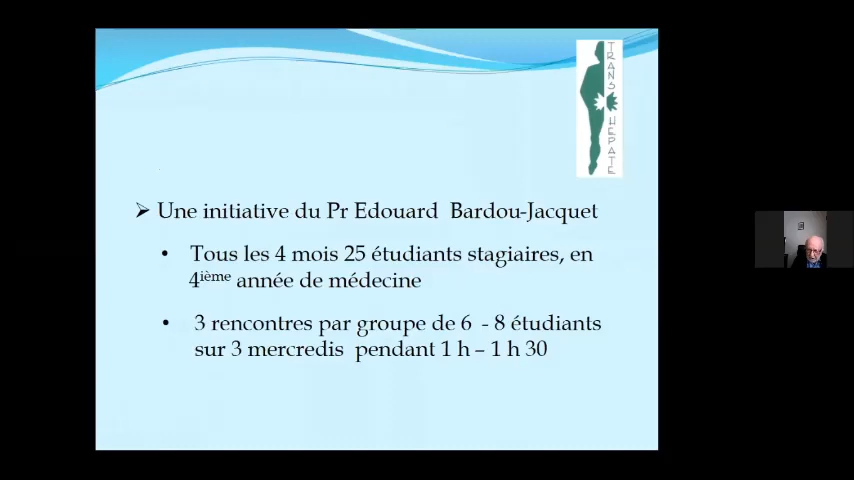 TRANS
HEPATE
➢ Une initiative du Pr Edouard Bardou-Jacquet
• Tous les 4 mois 25 étudiants stagiaires, en
4ième année de médecine
• 3 rencontres par groupe de 6 - 8 étudiants
sur 3 mercredis pendant 1 h – 1 h 30